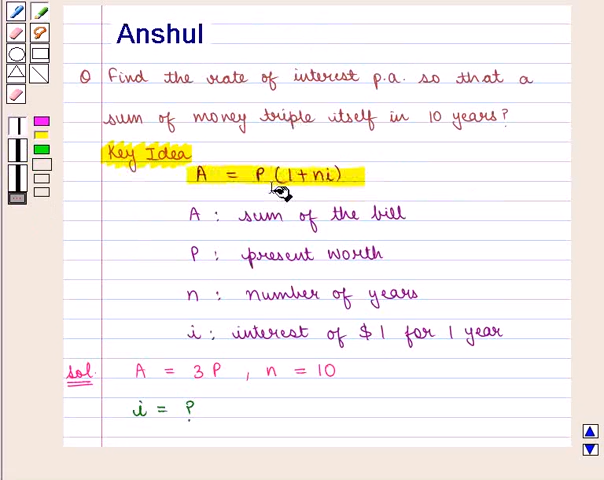 Anshul
Q Find the rate of interest p.a. so that a
sum of money triple itself in 10 years?
Key Idea
A = P (1 + ni)
A : sum of the bill
P : present worth
n : number of years
i : interest of $ 1 for 1 year
Sol. A = 3 P , n = 10
i = ?